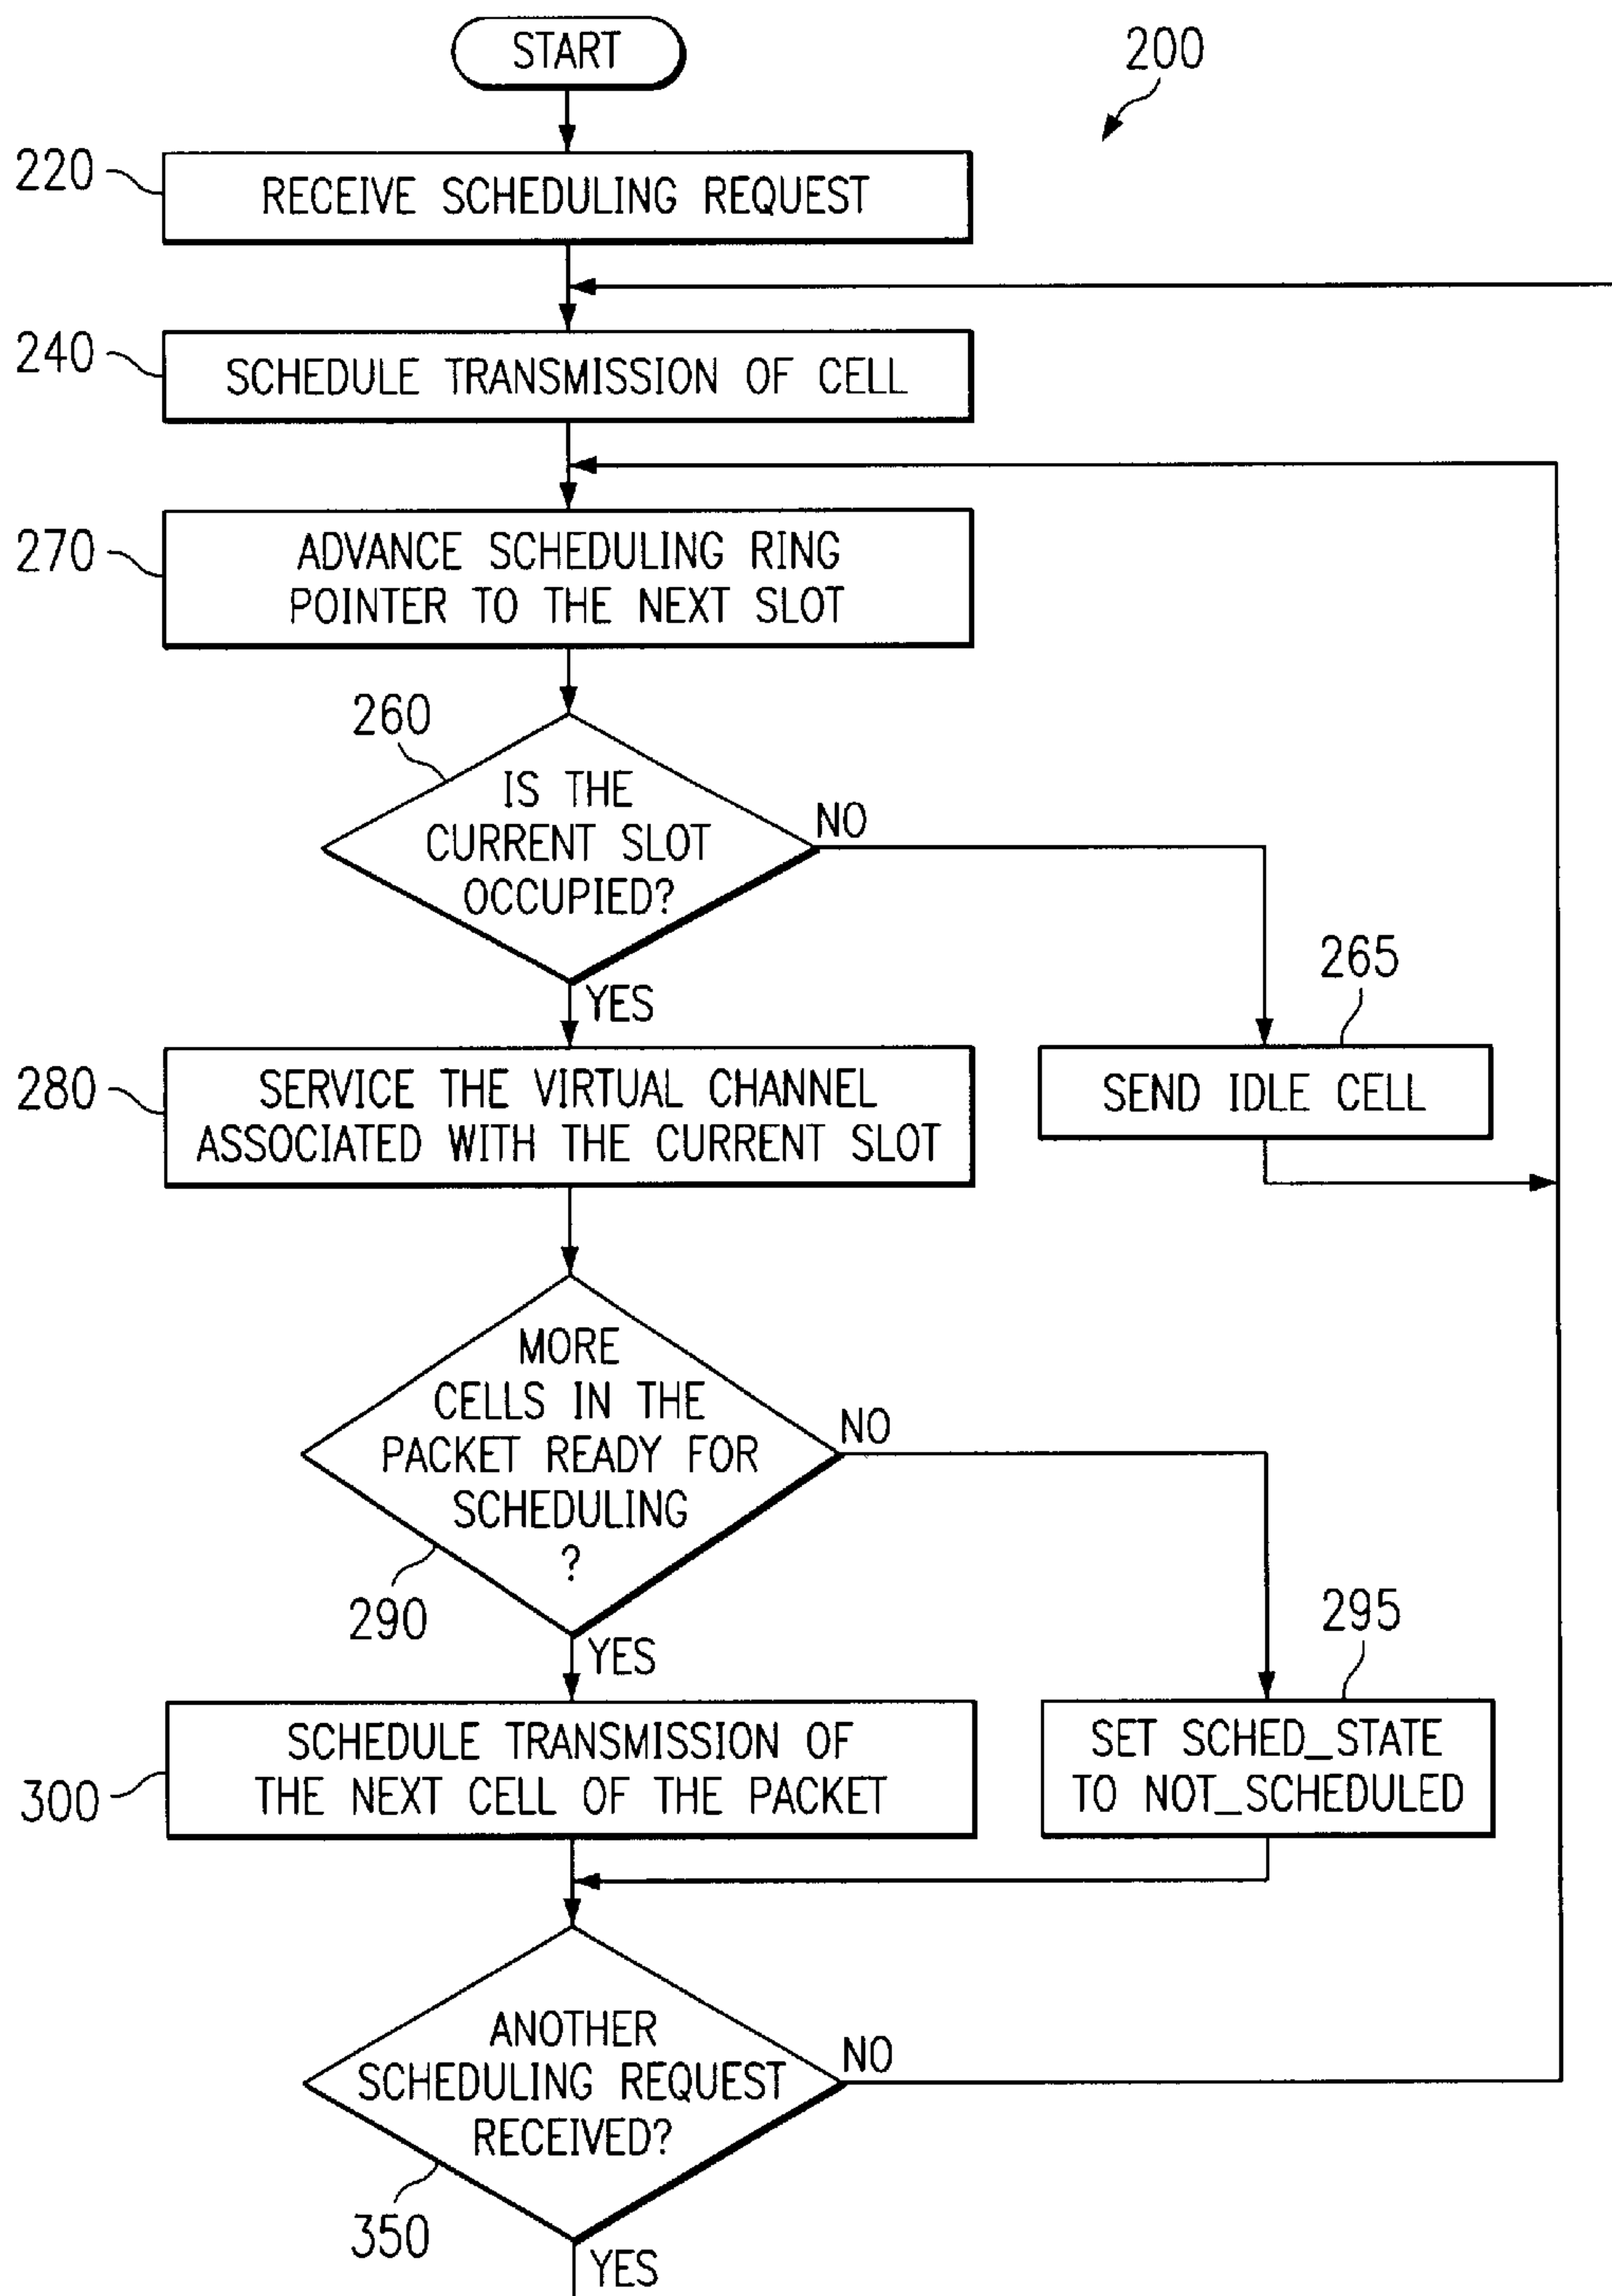 START
200
220
RECEIVE SCHEDULING REQUEST
240
SCHEDULE TRANSMISSION OF CELL
270
ADVANCE SCHEDULING RING
POINTER TO THE NEXT SLOT
260
IS THE
CURRENT SLOT
OCCUPIED?
NO
YES
265
280
SERVICE THE VIRTUAL CHANNEL
ASSOCIATED WITH THE CURRENT SLOT
SEND IDLE CELL
MORE
CELLS IN THE
PACKET READY FOR
SCHEDULING
?
NO
290
YES
295
300
SCHEDULE TRANSMISSION OF
THE NEXT CELL OF THE PACKET
SET SCHED_STATE
TO NOT_SCHEDULED
ANOTHER
SCHEDULING REQUEST
RECEIVED?
NO
350
YES